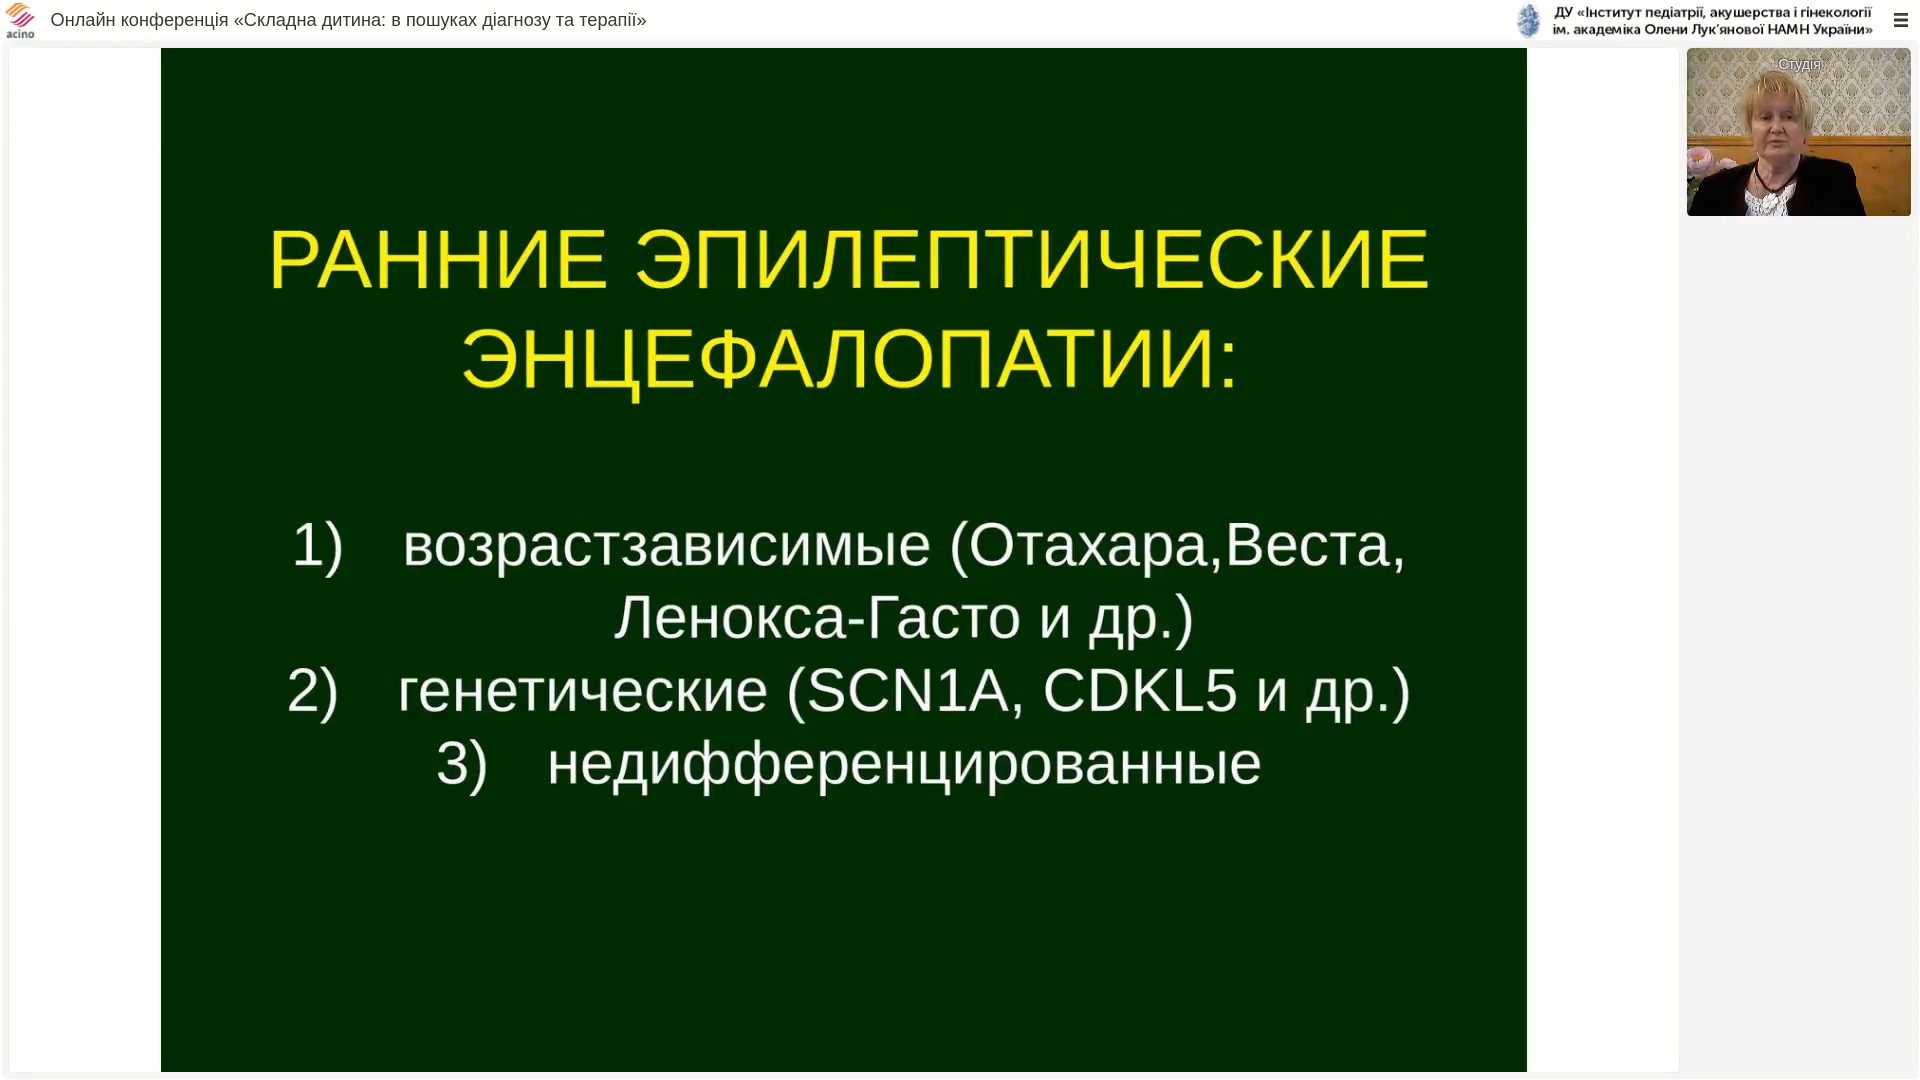 acino
Онлайн конференція «Складна дитина: в пошуках діагнозу та терапії»
ДУ «Інститут педіатрії, акушерства і гінекології
ім. академіка Олени Лук'янової НАМН України»
Студія
РАННИЕ ЭПИЛЕПТИЧЕСКИЕ
ЭНЦЕФАЛОПАТИИ:
1) возрастзависимые (Отахара,Веста,
Ленокса-Гасто и др.)
2) генетические (SCN1A, CDKL5 и др.)
3) недифференцированные